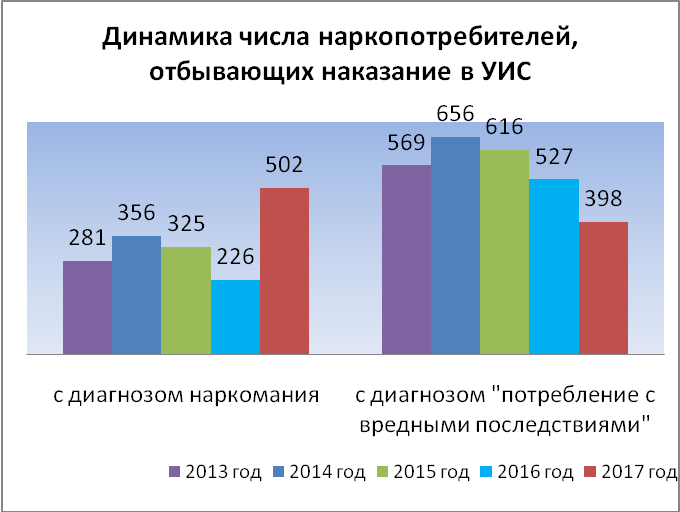 Динамика числа наркопотребителей,
отбывающих наказание в УИС
281
356
325
226
502
569
656
616
527
398
с диагнозом наркомания
с диагнозом "потребление с
вредными последствиями"
2013 год 2014 год 2015 год 2016 год 2017 год